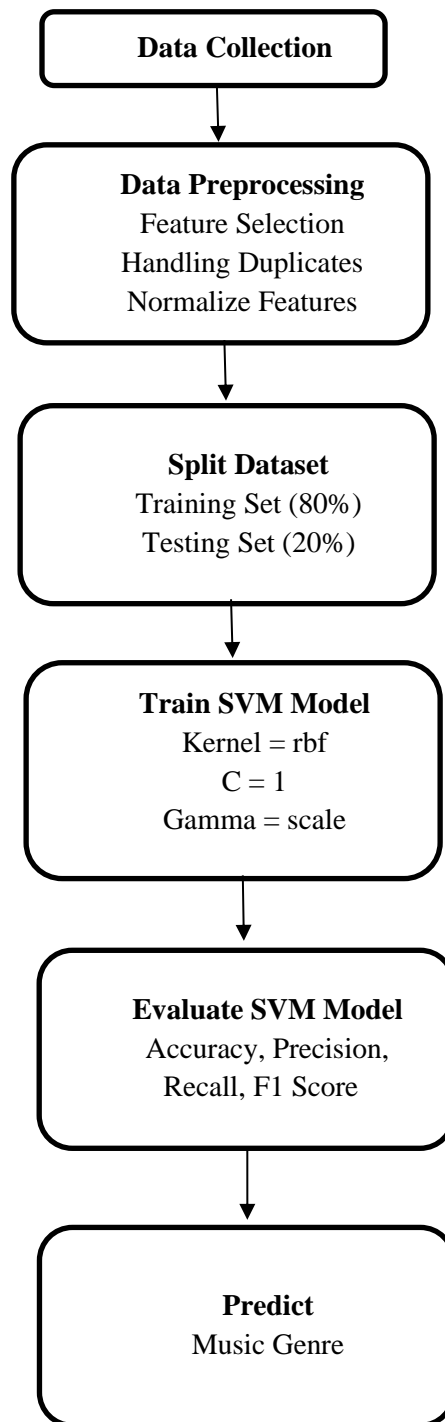 Data Collection
Data Preprocessing
Feature Selection
Handling Duplicates
Normalize Features
Split Dataset
Training Set (80%)
Testing Set (20%)
Train SVM Model
Kernel = rbf
C = 1
Gamma = scale
Evaluate SVM Model
Accuracy, Precision,
Recall, F1 Score
Predict
Music Genre